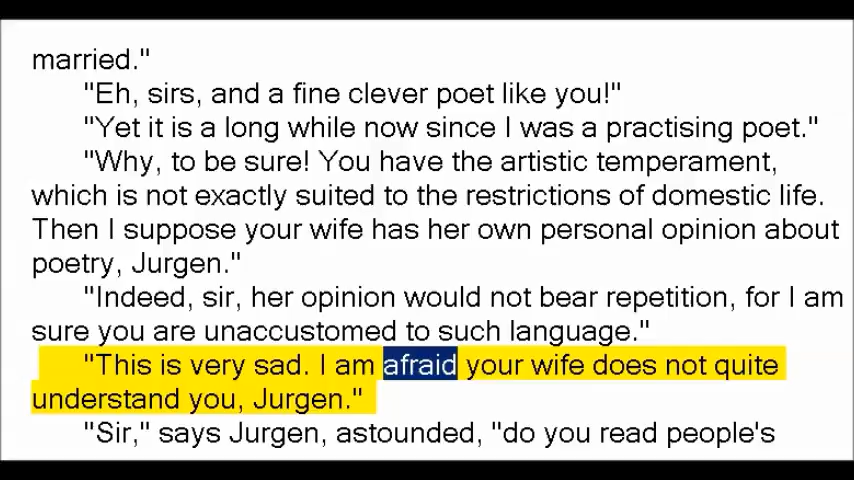 married."
"Eh, sirs, and a fine clever poet like you!"
"Yet it is a long while now since I was a practising poet."
"Why, to be sure! You have the artistic temperament,
which is not exactly suited to the restrictions of domestic life.
Then I suppose your wife has her own personal opinion about
poetry, Jurgen."
"Indeed, sir, her opinion would not bear repetition, for I am
sure you are unaccustomed to such language."
"This is very sad. I am afraid your wife does not quite
understand you, Jurgen."
"Sir," says Jurgen, astounded, "do you read people's